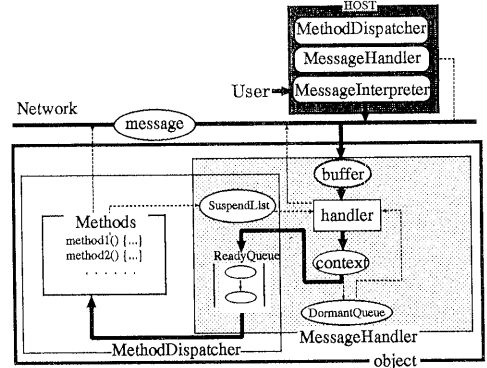 HOST
MethodDispatcher
MessageHandler
User
MessageInterpreter
Network
message
buffer
SuspendList
handler
Methods
method1() {...}
method2() {...}
. . . . . .
ReadyQueue
context
DormantQueue
MessageHandler
MethodDispatcher
object